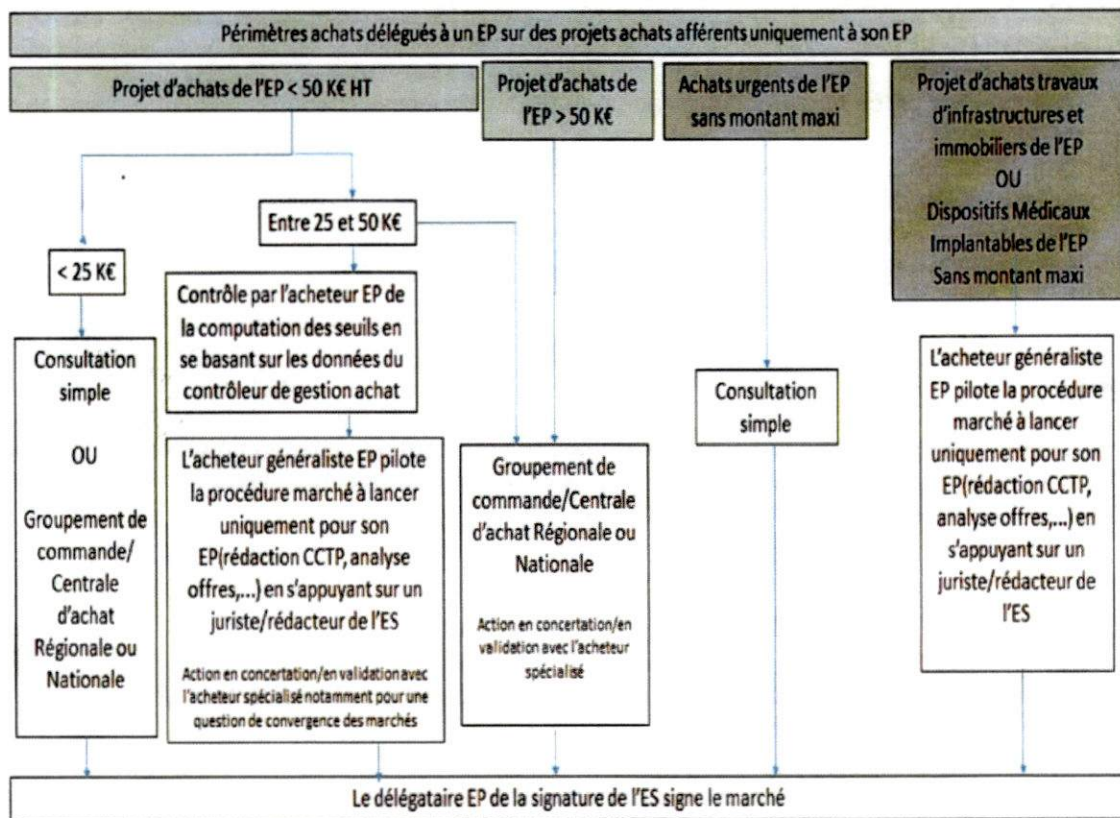 Périmètres achats délégués à un EP sur des projets achats afférents uniquement à son EP
Projet d'achats de l'EP < 50 K€ HT
Projet d'achats de
l'EP > 50 K€
Achats urgents de l'EP
sans montant maxi
Projet d'achats travaux
d'infrastructures et
immobiliers de l'EP
OU
Dispositifs Médicaux
Implantables de l'EP
Sans montant maxi
Entre 25 et 50 K€
< 25 K€
Contrôle par l'acheteur EP de
la computation des seuils en
se basant sur les données du
contrôleur de gestion achat
Consultation
simple
OU
Groupement de
commande/
Centrale
d'achat
Régionale ou
Nationale
L'acheteur généraliste EP pilote
la procédure marché à lancer
uniquement pour son
EP(rédaction CCTP, analyse
offres,...) en s'appuyant sur un
juriste/rédacteur de l'ES
Action en concertation/en validation avec
l'acheteur spécialisé notamment pour une
question de convergence des marchés
Groupement de
commande/Centrale
d'achat Régionale ou
Nationale
Action en concertation/en
validation avec l'acheteur
spécialisé
Consultation
simple
L'acheteur généraliste
EP pilote la procédure
marché à lancer
uniquement pour son
EP(rédaction CCTP,
analyse offres,...) en
s'appuyant sur un
juriste/rédacteur de
l'ES
Le délégataire EP de la signature de l'ES signe le marché